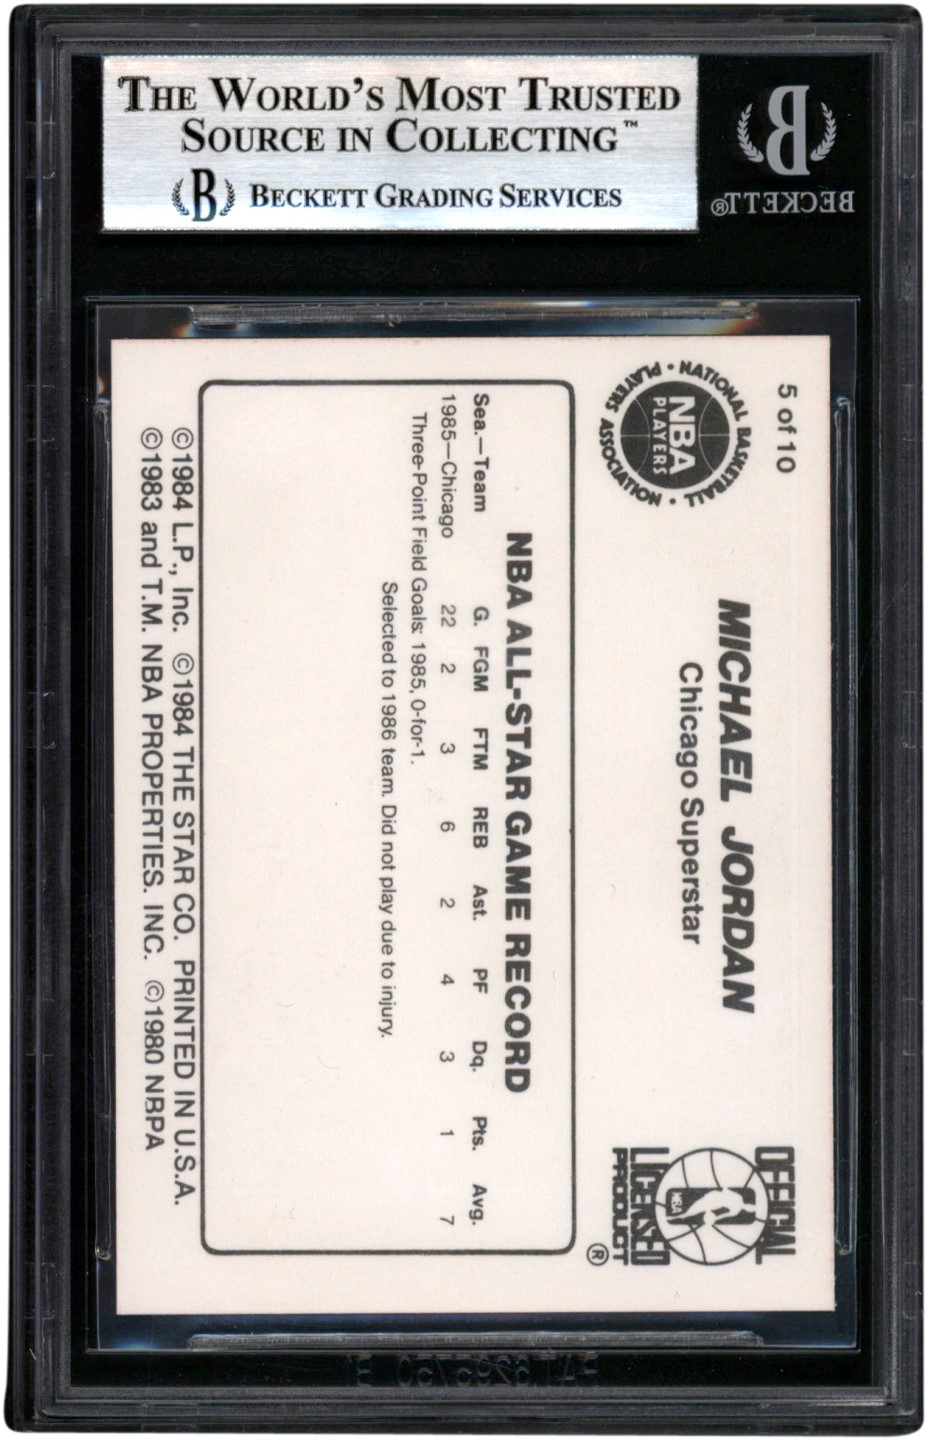 THE WORLD'S MOST TRUSTED
SOURCE IN COLLECTING™
B BECKETT GRADING SERVICES
B
BECKETT®
5 of 10
MICHAEL JORDAN
Chicago Superstar
NATIONAL BASKETBALL
PLAYERS ASSOCIATION
NBA
PLAYERS
OFFICIAL
NBA
LICENSED
PRODUCT
®
NBA ALL-STAR GAME RECORD
Sea.—Team G. FGM FTM REB Ast. PF Dq. Pts. Avg.
1985—Chicago 22 2 3 6 2 4 3 1 7
Three-Point Field Goals: 1985, 0-for-1.
Selected to 1986 team. Did not play due to injury.
©1984 L.P., Inc. ©1984 THE STAR CO. PRINTED IN U.S.A.
©1983 and T.M. NBA PROPERTIES. INC. ©1980 NBPA